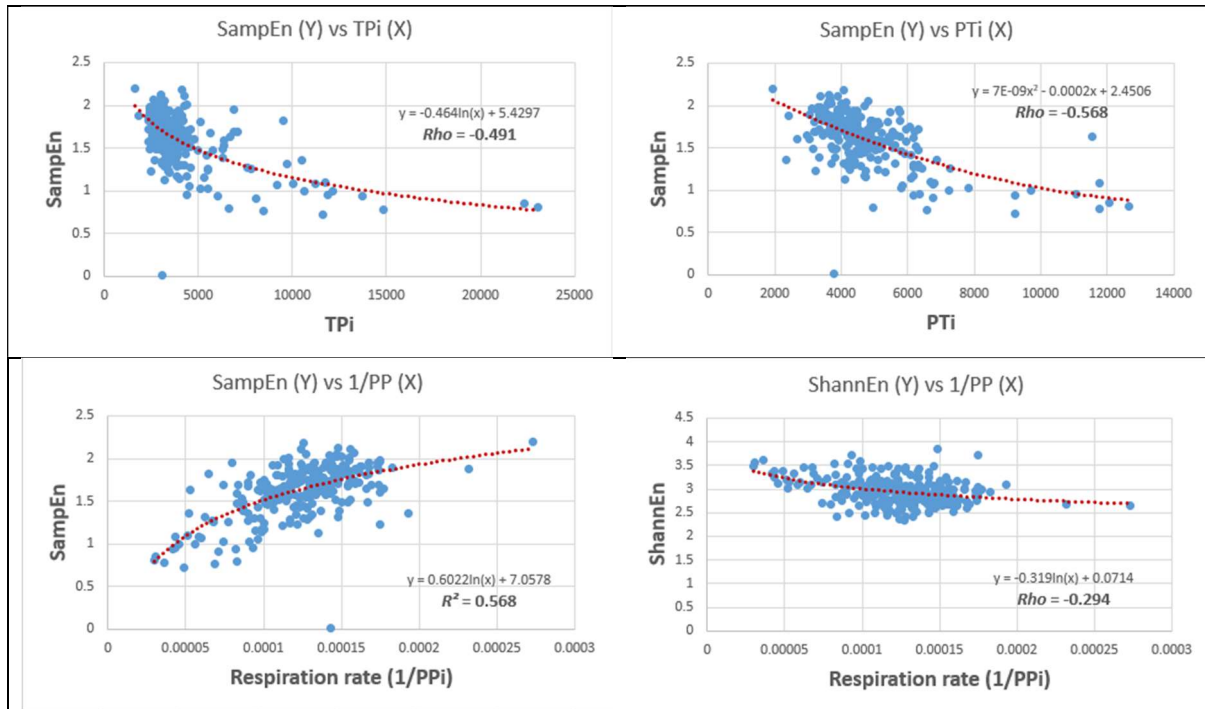 SampEn (Y) vs TPi (X)
2.5
2
1.5
1
0.5
0
SampEn
y = -0.464ln(x) + 5.4297
Rho = -0.491
0 5000 10000 15000 20000 25000
TPi
SampEn (Y) vs PTi (X)
2.5
2
1.5
1
0.5
0
SampEn
y = 7E-09x² - 0.0002x + 2.4506
Rho = -0.568
0 2000 4000 6000 8000 10000 12000 14000
PTi
SampEn (Y) vs 1/PP (X)
2.5
2
1.5
1
0.5
0
SampEn
y = 0.6022ln(x) + 7.0578
R² = 0.568
0 0.00005 0.0001 0.00015 0.0002 0.00025 0.0003
Respiration rate (1/PPi)
ShannEn (Y) vs 1/PP (X)
4.5
4
3.5
3
2.5
2
1.5
1
0.5
0
ShannEn
y = -0.319ln(x) + 0.0714
Rho = -0.294
0 0.00005 0.0001 0.00015 0.0002 0.00025 0.0003
Respiration rate (1/PPi)